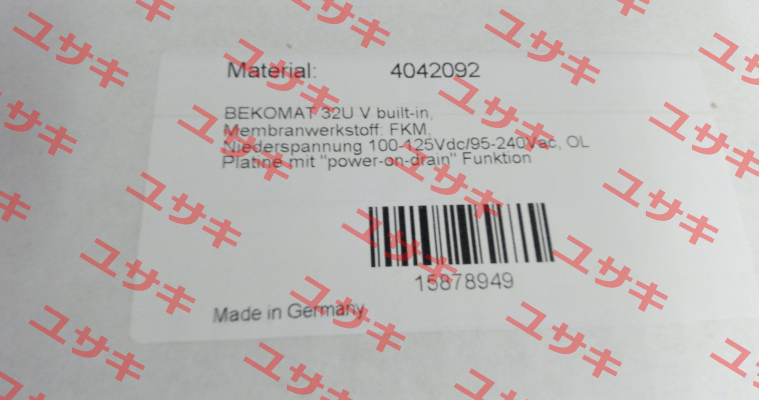 Material: 4042092
BEKOMAT 32U V built-in,
Membranwerkstoff: FKM,
Niederspannung 100-125Vdc/95-240Vac, OL
Platine mit "power-on-drain" Funktion
15878949
Made in Germany
ユサキ